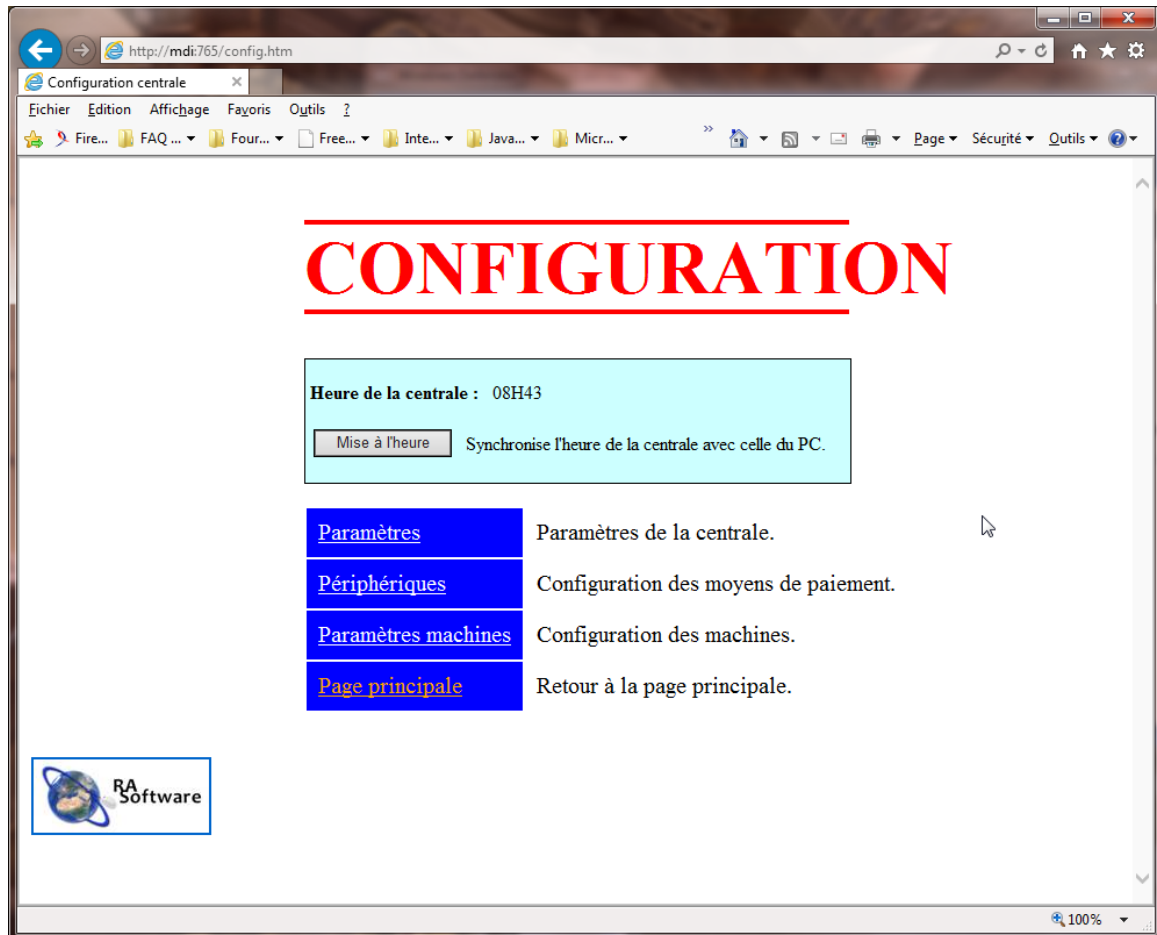 http://mdi:765/config.htm
Configuration centrale
Fichier Edition Affichage Favoris Outils ?
Fire... FAQ ... Four... Free... Inte... Java... Micr... » Page Sécurité Outils
CONFIGURATION
Heure de la centrale : 08H43
Mise à l'heure Synchronise l'heure de la centrale avec celle du PC.
Paramètres Paramètres de la centrale.
Périphériques Configuration des moyens de paiement.
Paramètres machines Configuration des machines.
Page principale Retour à la page principale.
RA
Software
100%